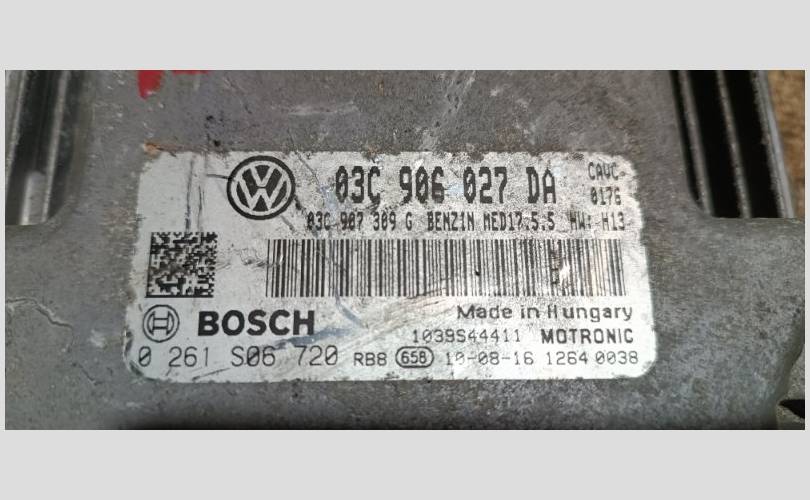 03C 906 027 DA CAVC
0176
03C 907 309 G BENZIN MED17.5.5 HW: H13
Made in Hungary
BOSCH
1039S44411 MOTRONIC
0 261 S06 720 RB8 658 10-08-16 1264 0038